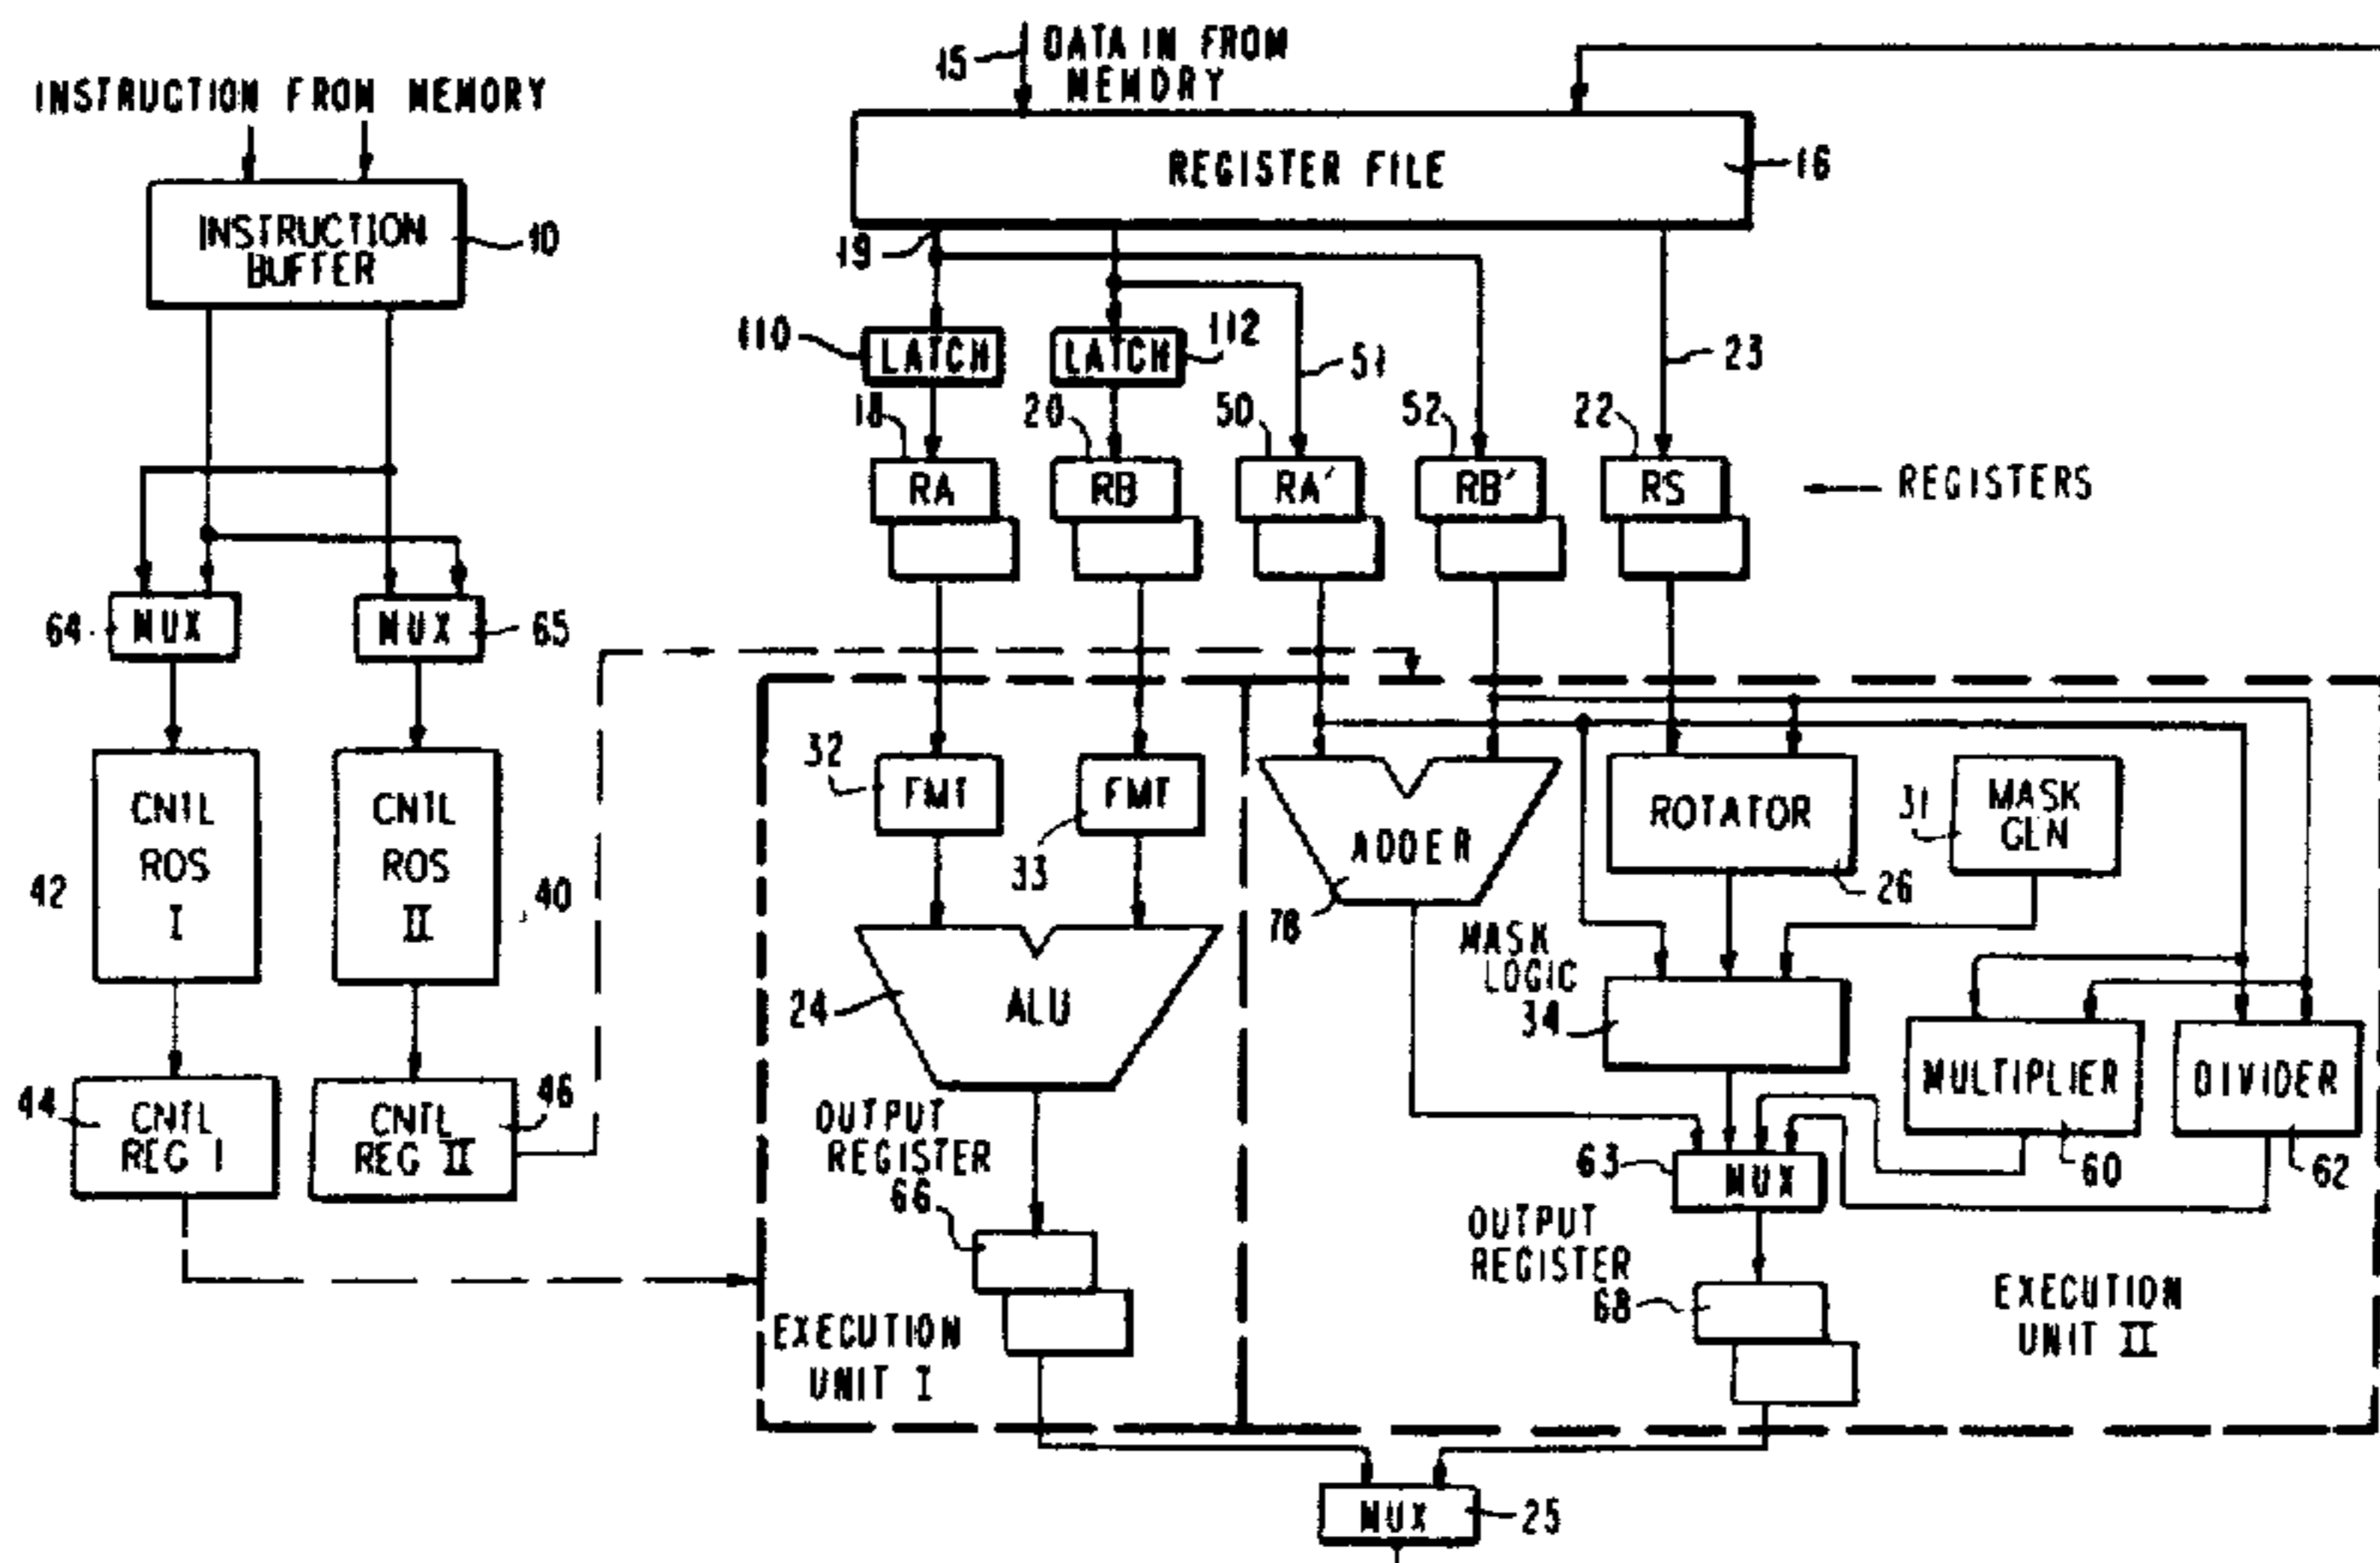 INSTRUCTION FROM MEMORY
INSTRUCTION
BUFFER
10
64
MUX
MUX
65
CNTL
ROS
I
42
CNTL
ROS
II
40
44
CNTL
REG I
CNTL
REG II
46
15
DATA IN FROM
MEMORY
REGISTER FILE
16
19
110
LATCH
LATCH
112
51
23
18
20
50
52
22
RA
RB
RA'
RB'
RS
REGISTERS
32
FMT
FMT
33
24
ALU
OUTPUT
REGISTER
66
EXECUTION
UNIT I
ADDER
ROTATOR
26
31
MASK
GEN
MASK
LOGIC
34
MULTIPLIER
60
DIVIDER
62
63
MUX
OUTPUT
REGISTER
68
EXECUTION
UNIT II
MUX
25